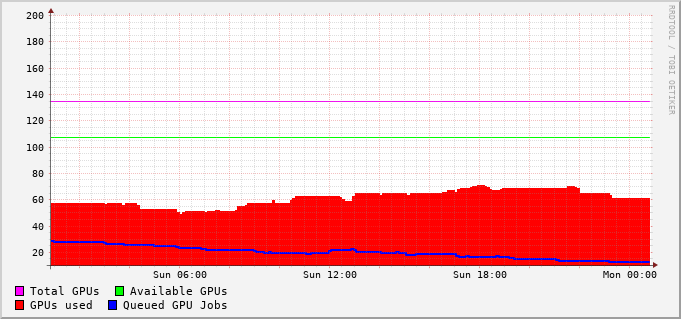 200
180
160
140
120
100
80
60
40
20
Sun 06:00 Sun 12:00 Sun 18:00 Mon 00:00
Total GPUs Available GPUs
GPUs used Queued GPU Jobs
RRDTOOL / TOBI OETIKER